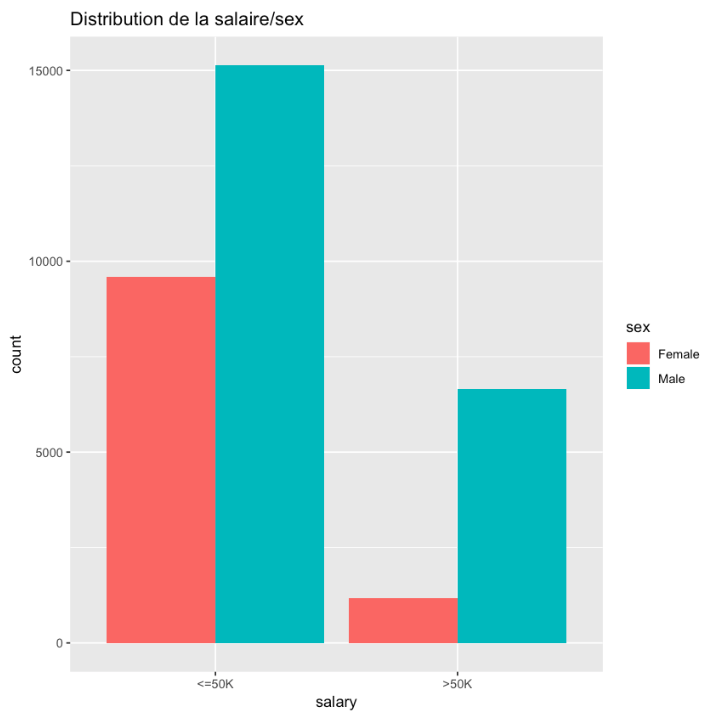 Distribution de la salaire/sex
15000
10000
5000
0
count
<=50K >50K
salary
sex
Female
Male